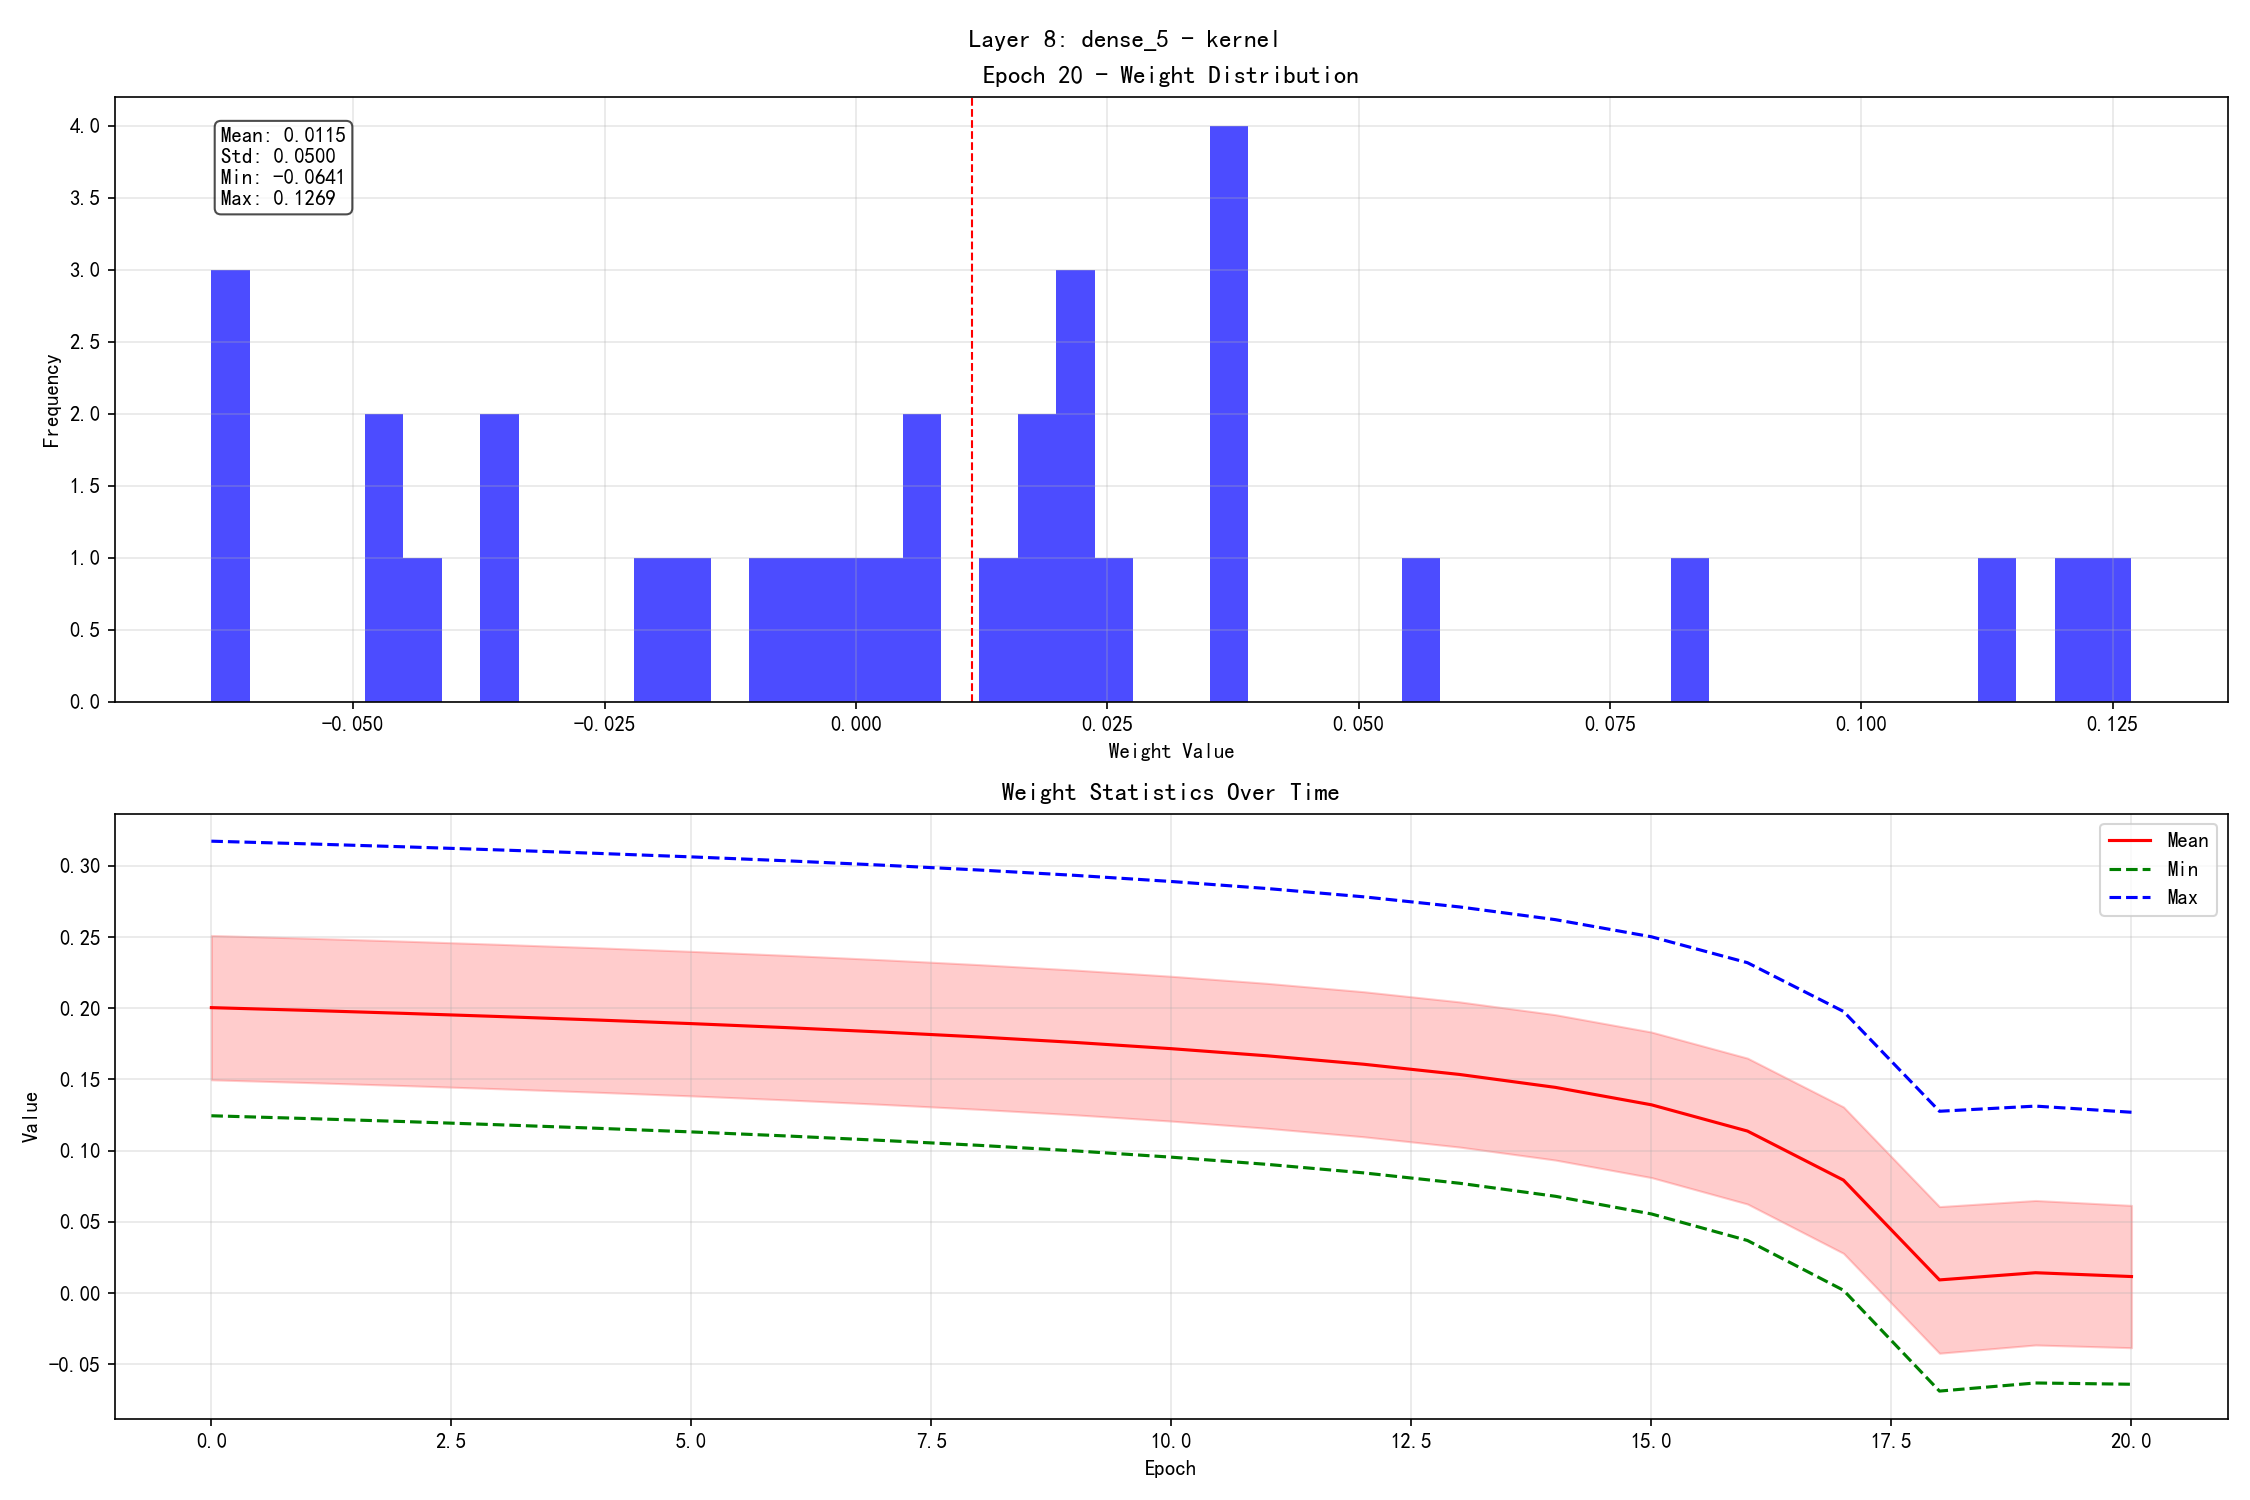 Layer 8: dense_5 - kernel
Epoch 20 - Weight Distribution
4.0
3.5
3.0
2.5
2.0
1.5
1.0
0.5
0.0
Frequency
Mean: 0.0115
Std: 0.0500
Min: -0.0641
Max: 0.1269
-0.050 -0.025 0.000 0.025 0.050 0.075 0.100 0.125
Weight Value
Weight Statistics Over Time
0.30
0.25
0.20
0.15
0.10
0.05
0.00
-0.05
Value
Mean
Min
Max
0.0 2.5 5.0 7.5 10.0 12.5 15.0 17.5 20.0
Epoch